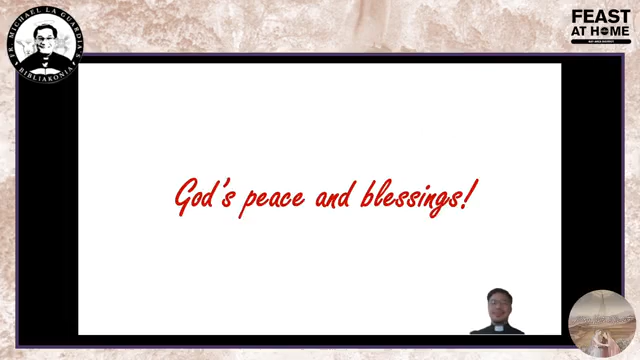 FR. MICHAEL LA GUARDIA'S
BIBLIAKONIA
FEAST
AT HOME
God's peace and blessings!